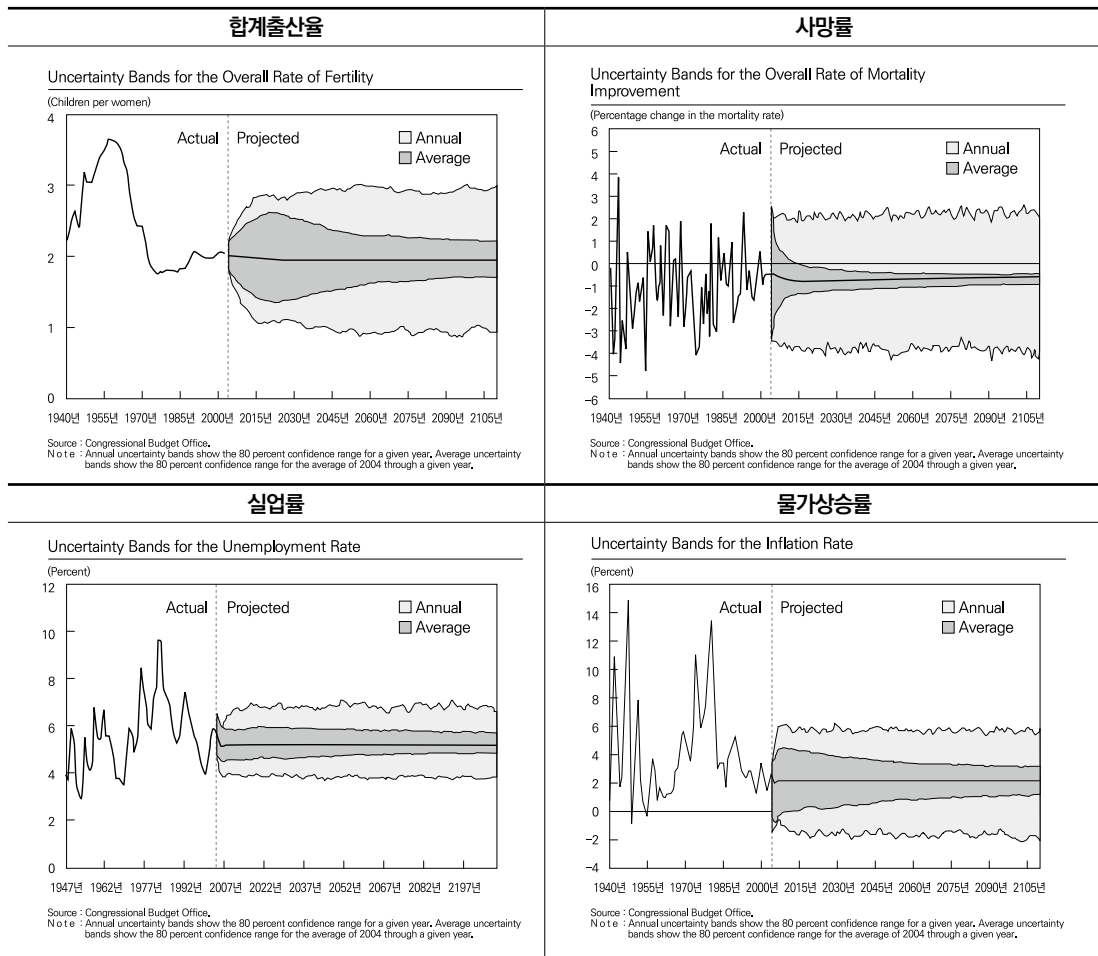 합계출산율
사망률
Uncertainty Bands for the Overall Rate of Fertility
(Children per women)
4
3
2
1
0
Actual
Projected
Annual
Average
1940년 1955년 1970년 1985년 2000년 2015년 2030년 2045년 2060년 2075년 2090년 2105년
Source : Congressional Budget Office.
Note : Annual uncertainty bands show the 80 percent confidence range for a given year. Average uncertainty
bands show the 80 percent confidence range for the average of 2004 through a given year.
Uncertainty Bands for the Overall Rate of Mortality
Improvement
(Percentage change in the mortality rate)
6
5
4
3
2
1
0
-1
-2
-3
-4
-5
-6
Actual
Projected
Annual
Average
1940년 1955년 1970년 1985년 2000년 2015년 2030년 2045년 2060년 2075년 2090년 2105년
Source : Congressional Budget Office.
Note : Annual uncertainty bands show the 80 percent confidence range for a given year. Average uncertainty
bands show the 80 percent confidence range for the average of 2004 through a given year.
실업률
물가상승률
Uncertainty Bands for the Unemployment Rate
(Percent)
12
10
8
6
4
2
0
Actual
Projected
Annual
Average
1947년 1962년 1977년 1992년 2007년 2022년 2037년 2052년 2067년 2082년 2197년
Source : Congressional Budget Office.
Note : Annual uncertainty bands show the 80 percent confidence range for a given year. Average uncertainty
bands show the 80 percent confidence range for the average of 2004 through a given year.
Uncertainty Bands for the Inflation Rate
(Percent)
16
14
12
10
8
6
4
2
0
-2
-4
Actual
Projected
Annual
Average
1940년 1955년 1970년 1985년 2000년 2015년 2030년 2045년 2060년 2075년 2090년 2105년
Source : Congressional Budget Office.
Note : Annual uncertainty bands show the 80 percent confidence range for a given year. Average uncertainty
bands show the 80 percent confidence range for the average of 2004 through a given year.